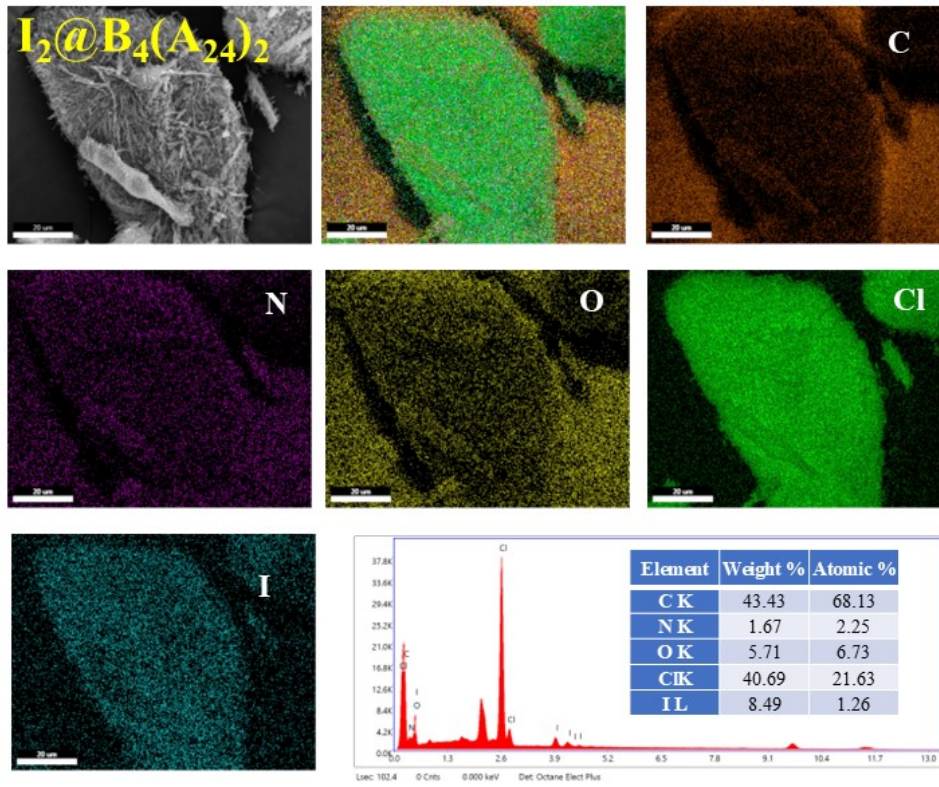 I₂@B₄(A₂₄)₂
20 um
20 um
C
20 um
N
20 um
O
20 um
Cl
20 um
I
20 um
37.8K
33.6K
29.4K
25.2K
21.0K
16.8K
12.6K
8.4K
4.2K
0.0K
Cl
C
Cl
I
O
N
Cl
I
I
I I
0.0 1.3 2.6 3.9 5.2 6.5 7.8 9.1 10.4 11.7 13.0
Element Weight % Atomic %
C K 43.43 68.13
N K 1.67 2.25
O K 5.71 6.73
ClK 40.69 21.63
I L 8.49 1.26
Lsec: 102.4 0 Cnts 0.000 keV Det: Octane Elect Plus